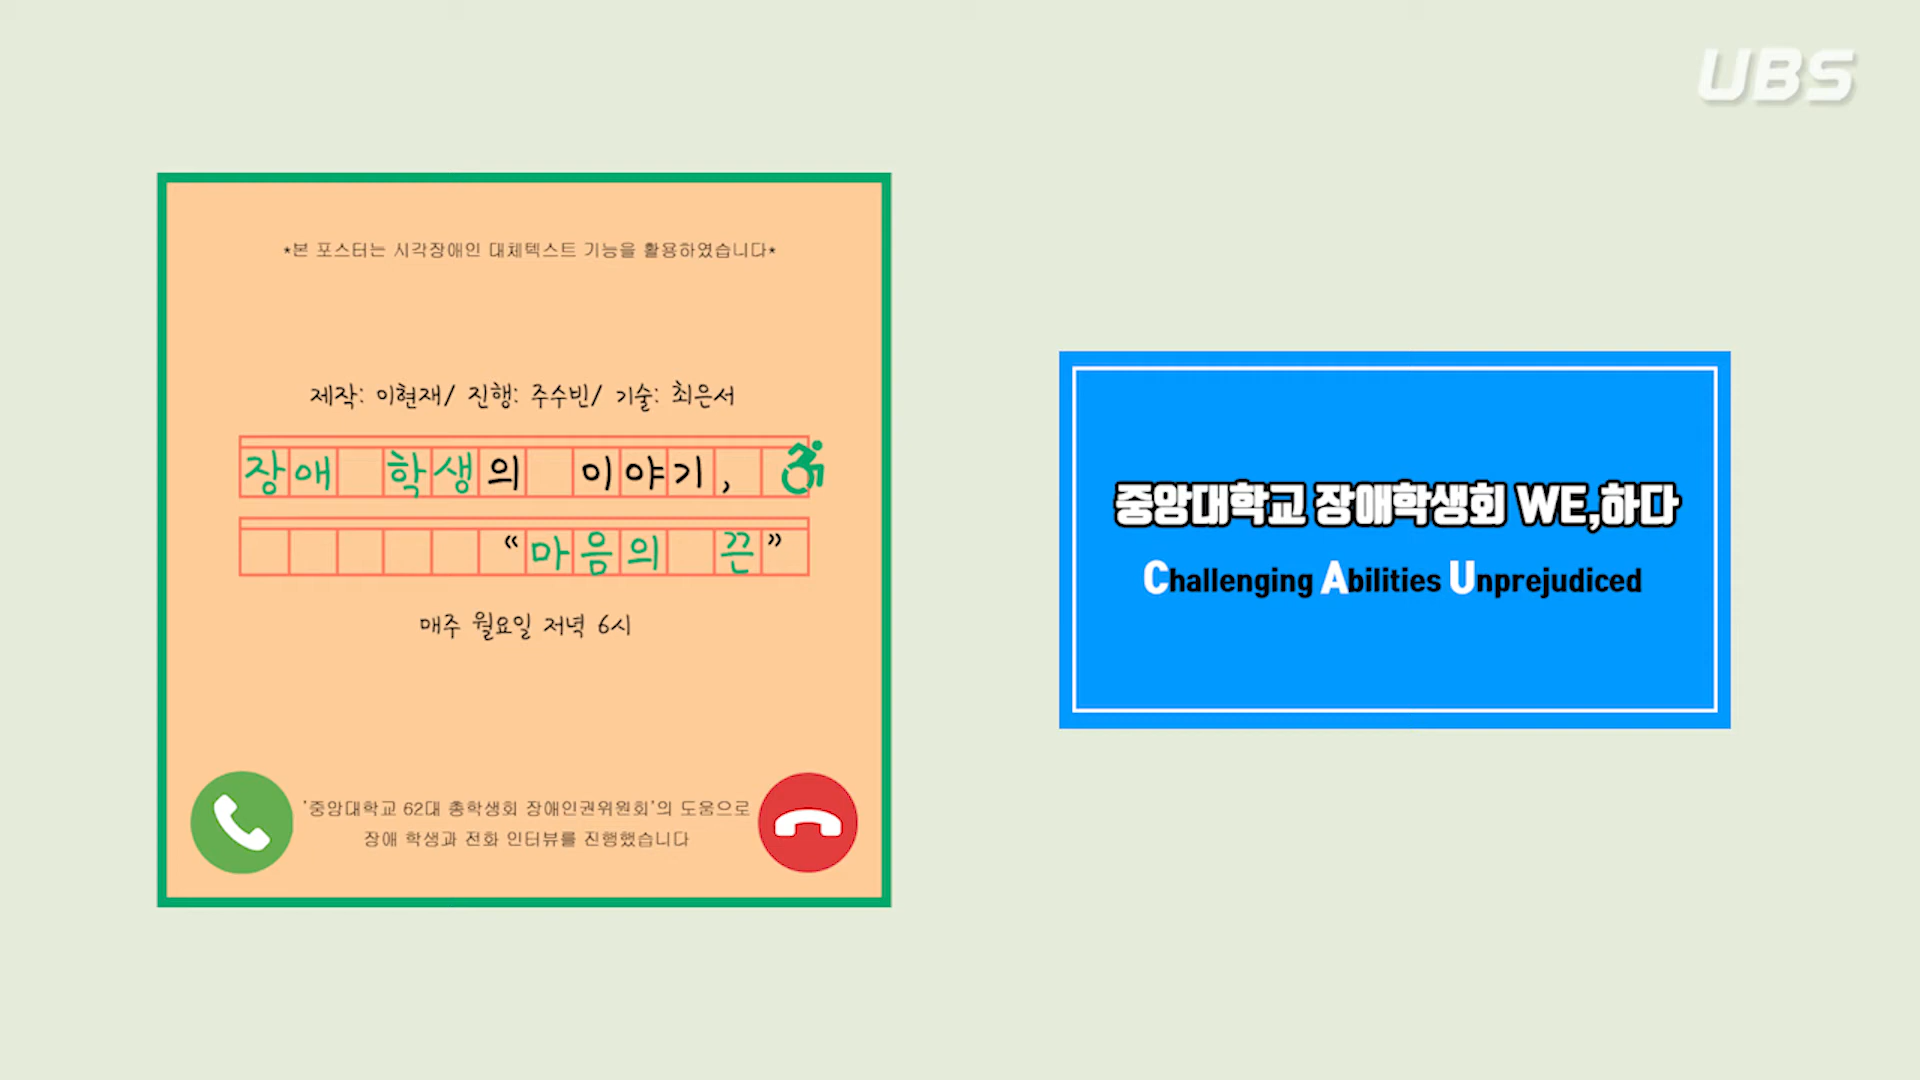 UBS
*본 포스터는 시각장애인 대체텍스트 기능을 활용하였습니다*
제작: 이현재/ 진행: 주수빈/ 기술: 최은서
장애 학생의 이야기,
“마음의 끈”
매주 월요일 저녁 6시
'중앙대학교 62대 총학생회 장애인권위원회'의 도움으로
장애 학생과 전화 인터뷰를 진행했습니다
중앙대학교 장애학생회 WE,하다
Challenging Abilities Unprejudiced